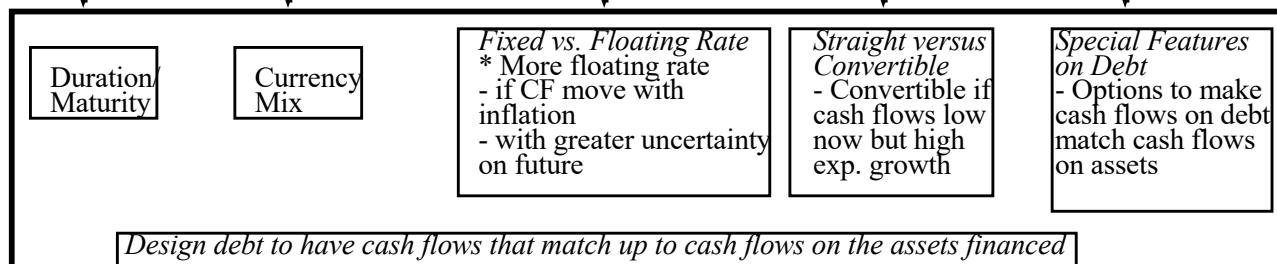 Duration/
Maturity
Currency
Mix
Fixed vs. Floating Rate
* More floating rate
- if CF move with
inflation
- with greater uncertainty
on future
Straight versus
Convertible
- Convertible if
cash flows low
now but high
exp. growth
Special Features
on Debt
- Options to make
cash flows on debt
match cash flows
on assets
Design debt to have cash flows that match up to cash flows on the assets financed